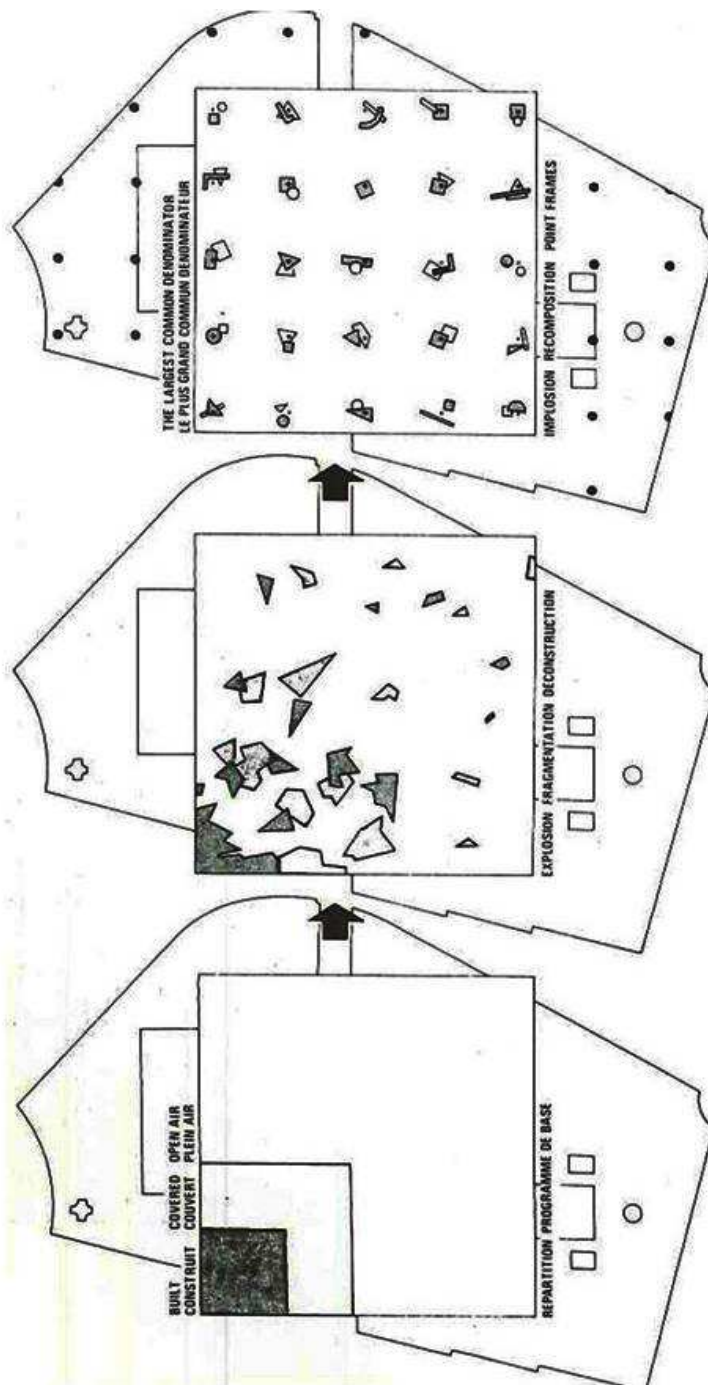 BUILT COVERED OPEN AIR
CONSTRUIT COUVERT PLEIN AIR
REPARTITION PROGRAMME DE BASE
EXPLOSION FRAGMENTATION DECONSTRUCTION
THE LARGEST COMMON DENOMINATOR
LE PLUS GRAND COMMUN DENOMINATEUR
IMPLOSION RECOMPOSITION POINT FRAMES